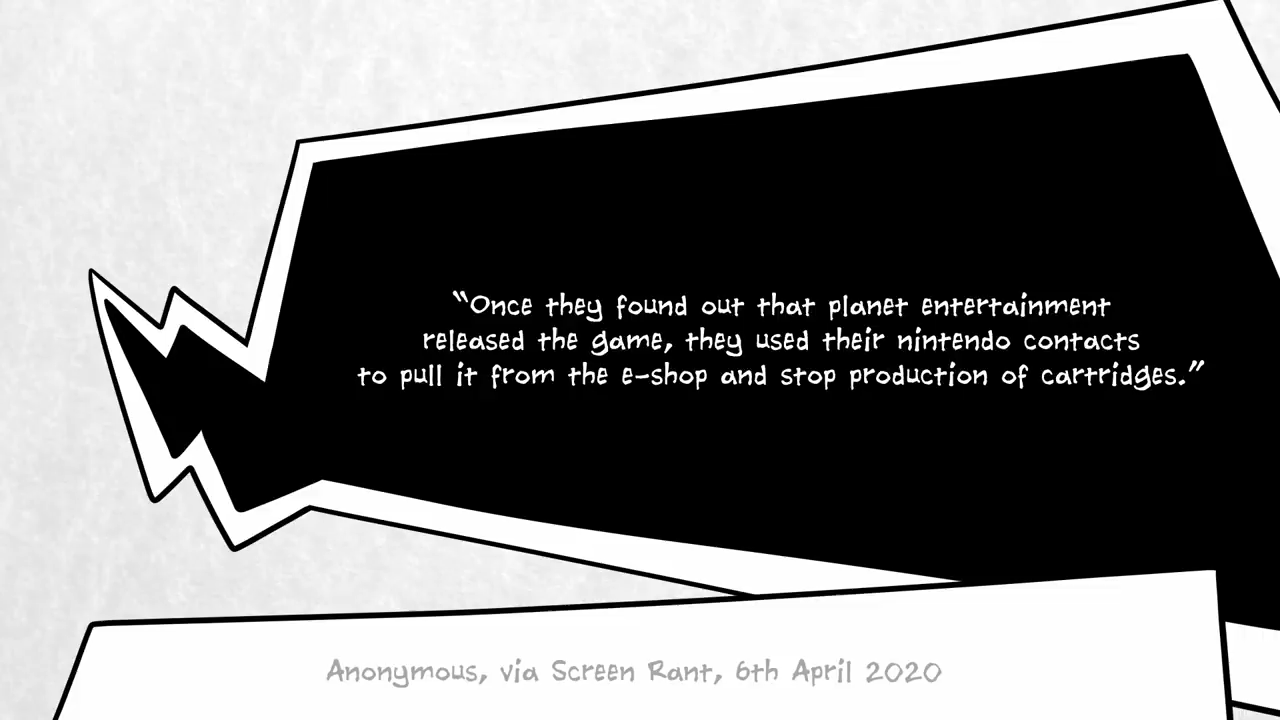 “Once they found out that planet entertainment
released the game, they used their nintendo contacts
to pull it from the e-shop and stop production of cartridges.”
Anonymous, via Screen Rant, 6th April 2020